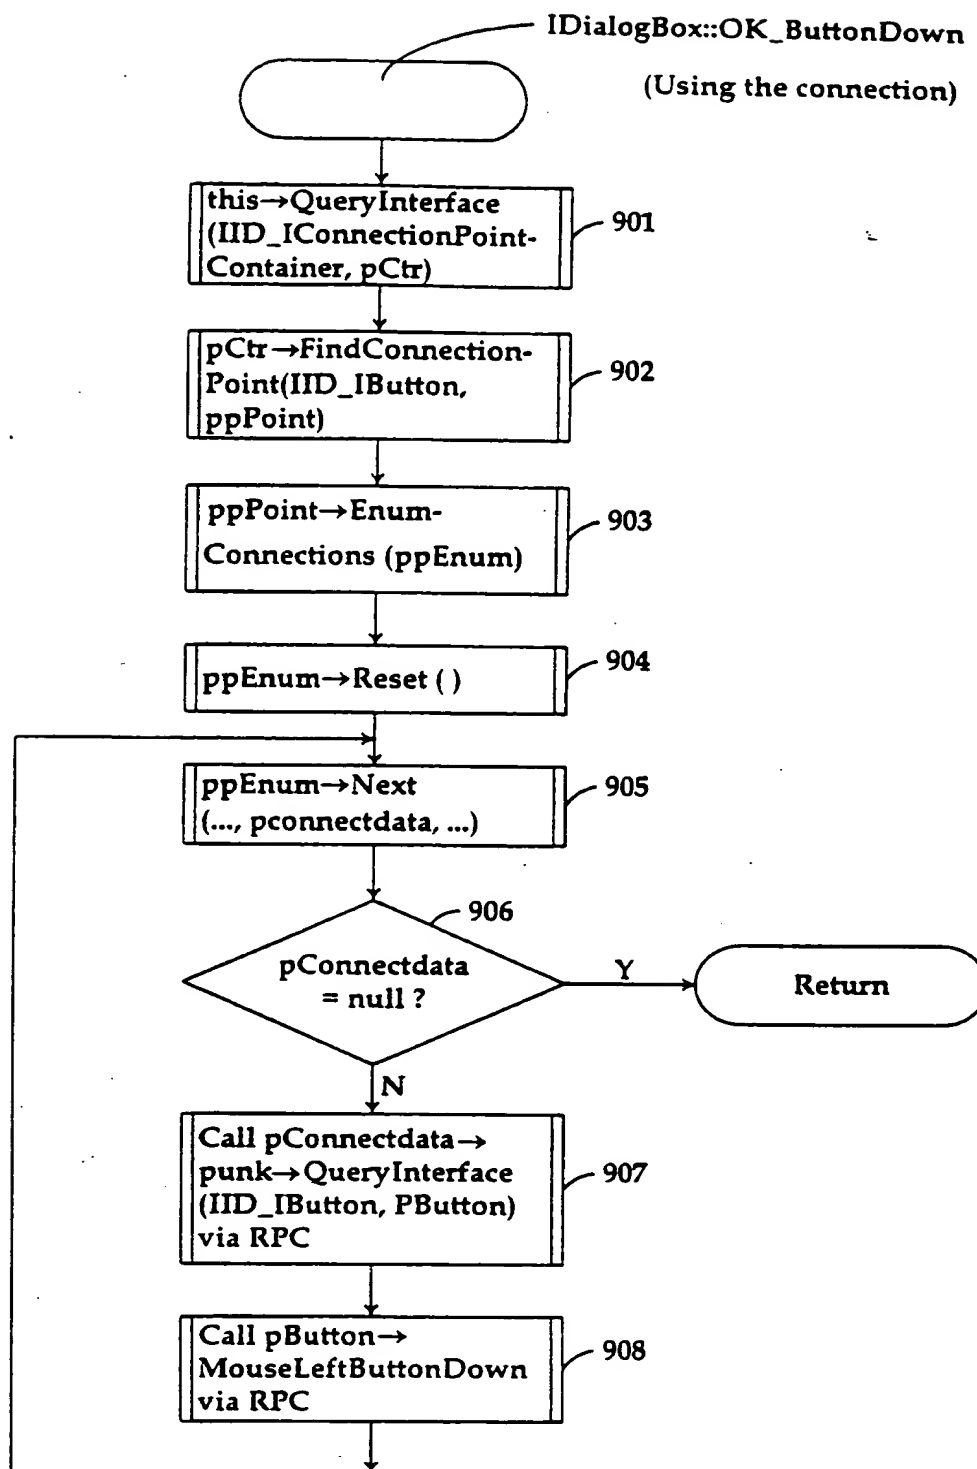 IDialogBox::OK_ButtonDown
(Using the connection)
this→QueryInterface
(IID_IConnectionPoint-
Container, pCtr)
901
pCtr→FindConnection-
Point(IID_IButton,
ppPoint)
902
ppPoint→Enum-
Connections (ppEnum)
903
ppEnum→Reset ( )
904
ppEnum→Next
(..., pconnectdata, ...)
905
906
pConnectdata
= null ?
Y
Return
N
Call pConnectdata→
punk→QueryInterface
(IID_IButton, PButton)
via RPC
907
Call pButton→
MouseLeftButtonDown
via RPC
908